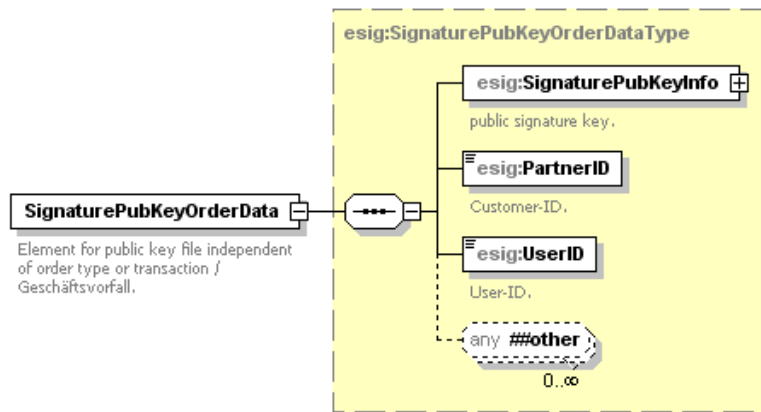 esig:SignaturePubKeyOrderDataType
esig:SignaturePubKeyInfo
public signature key.
esig:PartnerID
Customer-ID.
SignaturePubKeyOrderData
Element for public key file independent
of order type or transaction /
Geschäftsvorfall.
esig:UserID
User-ID.
any ##other
0..∞